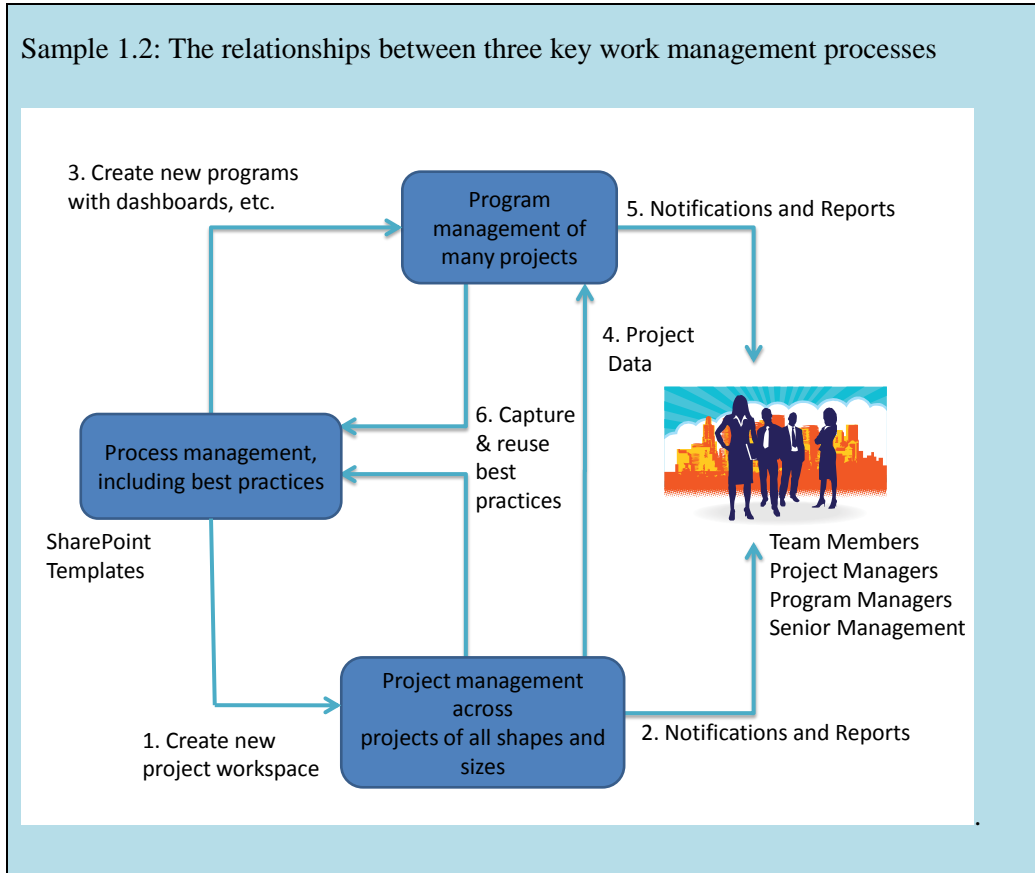 Sample 1.2: The relationships between three key work management processes
3. Create new programs
with dashboards, etc.
Program
management of
many projects
5. Notifications and Reports
4. Project
Data
Process management,
including best practices
6. Capture
& reuse
best
practices
SharePoint
Templates
Team Members
Project Managers
Program Managers
Senior Management
Project management
across
projects of all shapes and
sizes
1. Create new
project workspace
2. Notifications and Reports
.